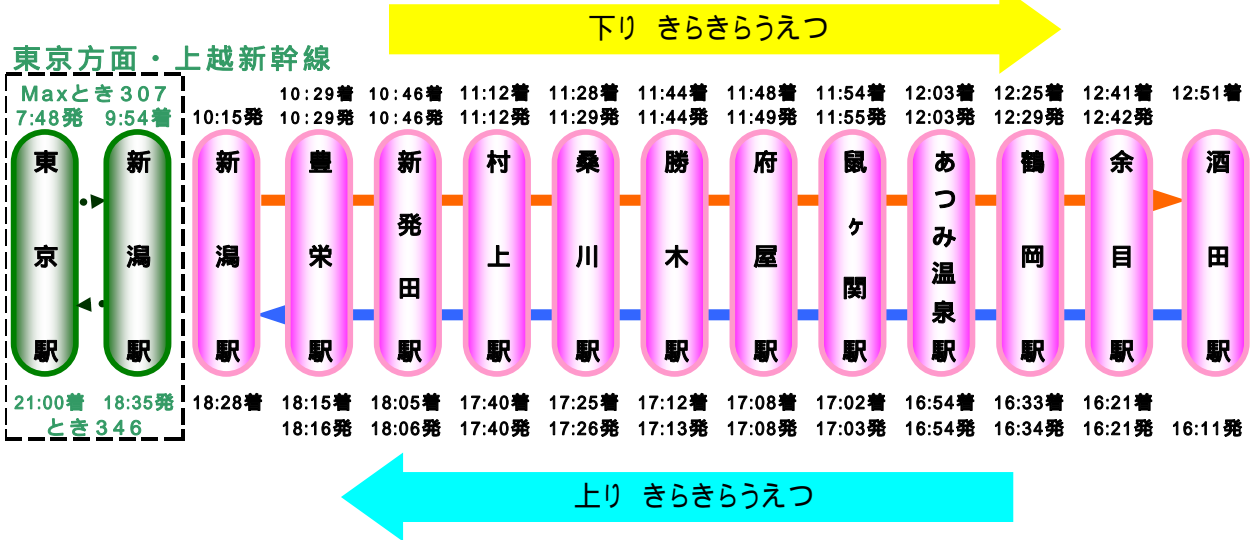 下り きらきらうえつ
東京方面・上越新幹線
Maxとき307
7:48発 9:54着
10:15発
10:29着 10:46着 11:12着 11:28着 11:44着 11:48着 11:54着 12:03着 12:25着 12:41着 12:51着
10:29発 10:46発 11:12発 11:29発 11:44発 11:49発 11:55発 12:03発 12:29発 12:42発
東京駅
新潟駅
新潟駅
豊栄駅
新発田駅
村上駅
桑川駅
勝木駅
府屋駅
鼠ヶ関駅
あつみ温泉駅
鶴岡駅
余目駅
酒田駅
21:00着 18:35発
とき346
18:28着 18:15着 18:05着 17:40着 17:25着 17:12着 17:08着 17:02着 16:54着 16:33着 16:21着
18:16発 18:06発 17:40発 17:26発 17:13発 17:08発 17:03発 16:54発 16:34発 16:21発 16:11発
上り きらきらうえつ